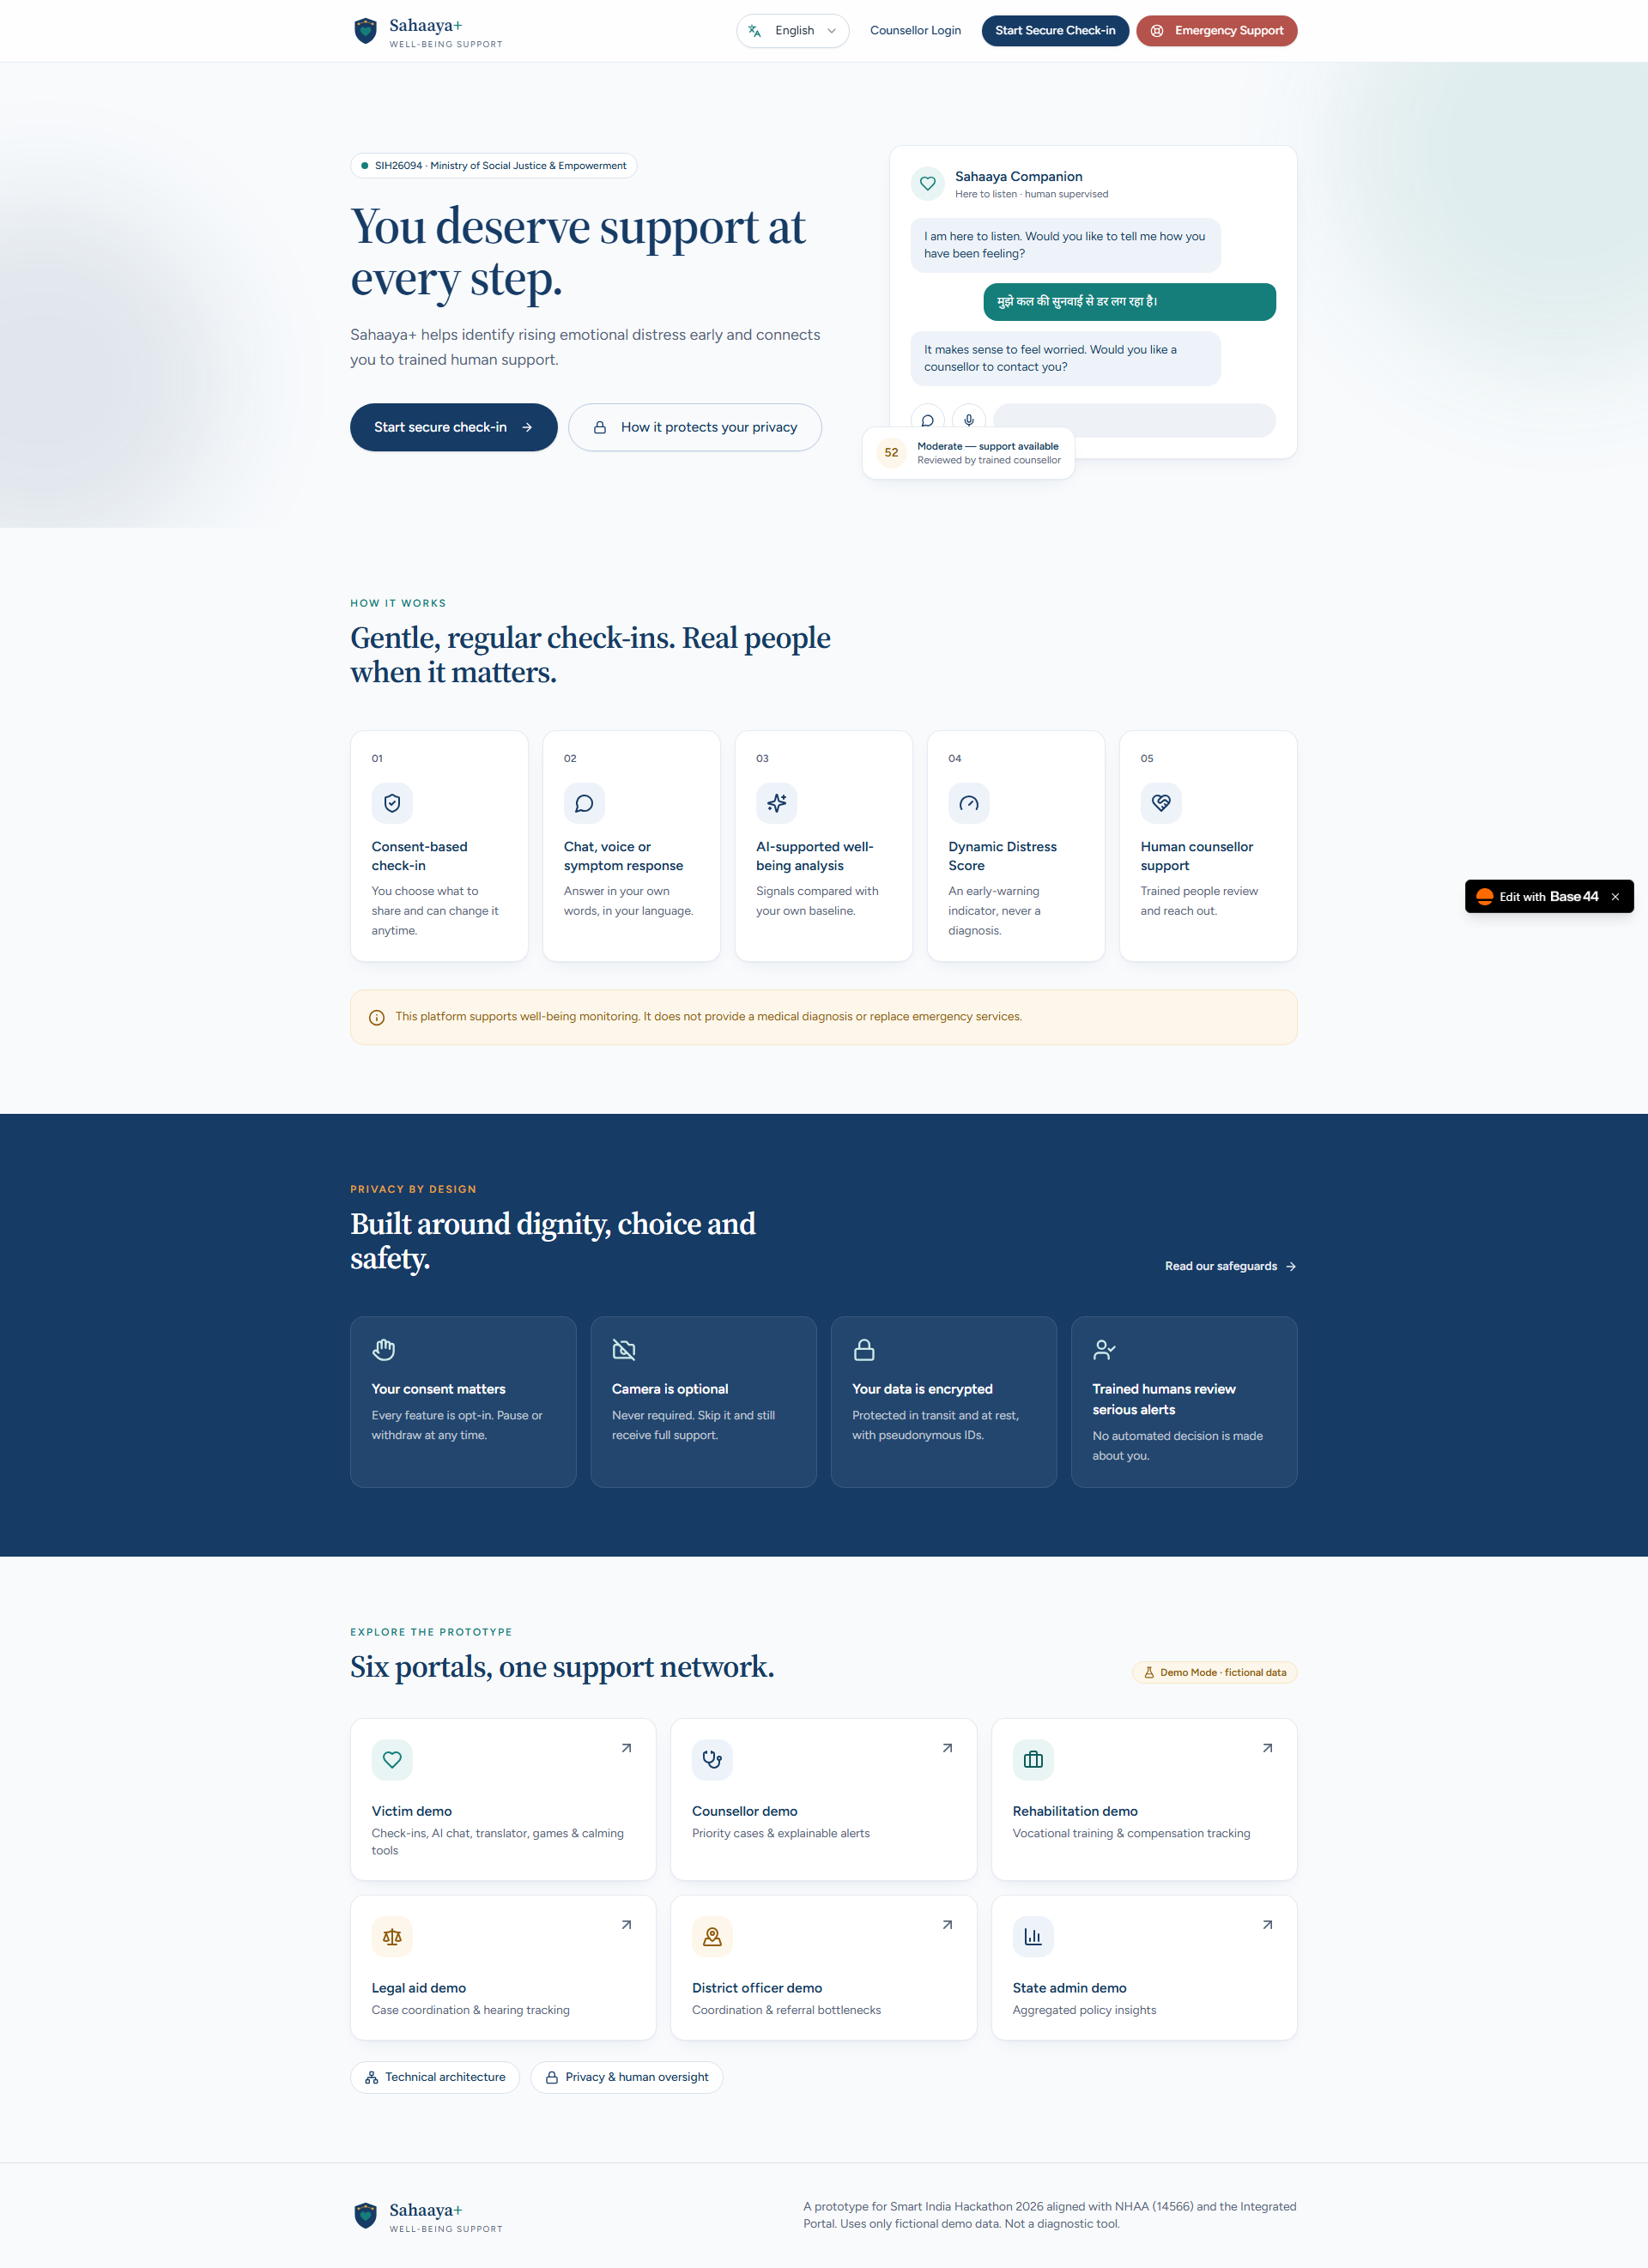 Sahaaya+
WELL-BEING SUPPORT
English
Counsellor Login
Start Secure Check-in
Emergency Support
SIH26094 · Ministry of Social Justice & Empowerment
You deserve support at
every step.
Sahaaya+ helps identify rising emotional distress early and connects
you to trained human support.
Start secure check-in
How it protects your privacy
Sahaaya Companion
Here to listen · human supervised
I am here to listen. Would you like to tell me how you
have been feeling?
मुझे कल की सुनवाई से डर लग रहा है।
It makes sense to feel worried. Would you like a
counsellor to contact you?
52
Moderate — support available
Reviewed by trained counsellor
HOW IT WORKS
Gentle, regular check-ins. Real people
when it matters.
01
Consent-based
check-in
You choose what to
share and can change it
anytime.
02
Chat, voice or
symptom response
Answer in your own
words, in your language.
03
AI-supported well-
being analysis
Signals compared with
your own baseline.
04
Dynamic Distress
Score
An early-warning
indicator, never a
diagnosis.
05
Human counsellor
support
Trained people review
and reach out.
Edit with Base44
This platform supports well-being monitoring. It does not provide a medical diagnosis or replace emergency services.
PRIVACY BY DESIGN
Built around dignity, choice and
safety.
Read our safeguards
Your consent matters
Every feature is opt-in. Pause or
withdraw at any time.
Camera is optional
Never required. Skip it and still
receive full support.
Your data is encrypted
Protected in transit and at rest,
with pseudonymous IDs.
Trained humans review
serious alerts
No automated decision is made
about you.
EXPLORE THE PROTOTYPE
Six portals, one support network.
Demo Mode · fictional data
Victim demo
Check-ins, AI chat, translator, games & calming
tools
Counsellor demo
Priority cases & explainable alerts
Rehabilitation demo
Vocational training & compensation tracking
Legal aid demo
Case coordination & hearing tracking
District officer demo
Coordination & referral bottlenecks
State admin demo
Aggregated policy insights
Technical architecture
Privacy & human oversight
Sahaaya+
WELL-BEING SUPPORT
A prototype for Smart India Hackathon 2026 aligned with NHAA (14566) and the Integrated
Portal. Uses only fictional demo data. Not a diagnostic tool.